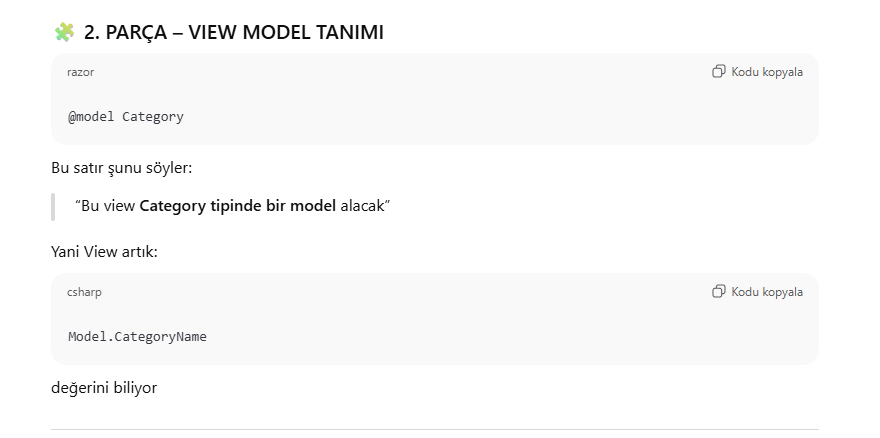 🧩 2. PARÇA – VIEW MODEL TANIMI
razor
Kodu kopyala
@model Category
Bu satır şunu söyler:
“Bu view Category tipinde bir model alacak”
Yani View artık:
csharp
Kodu kopyala
Model.CategoryName
değerini biliyor